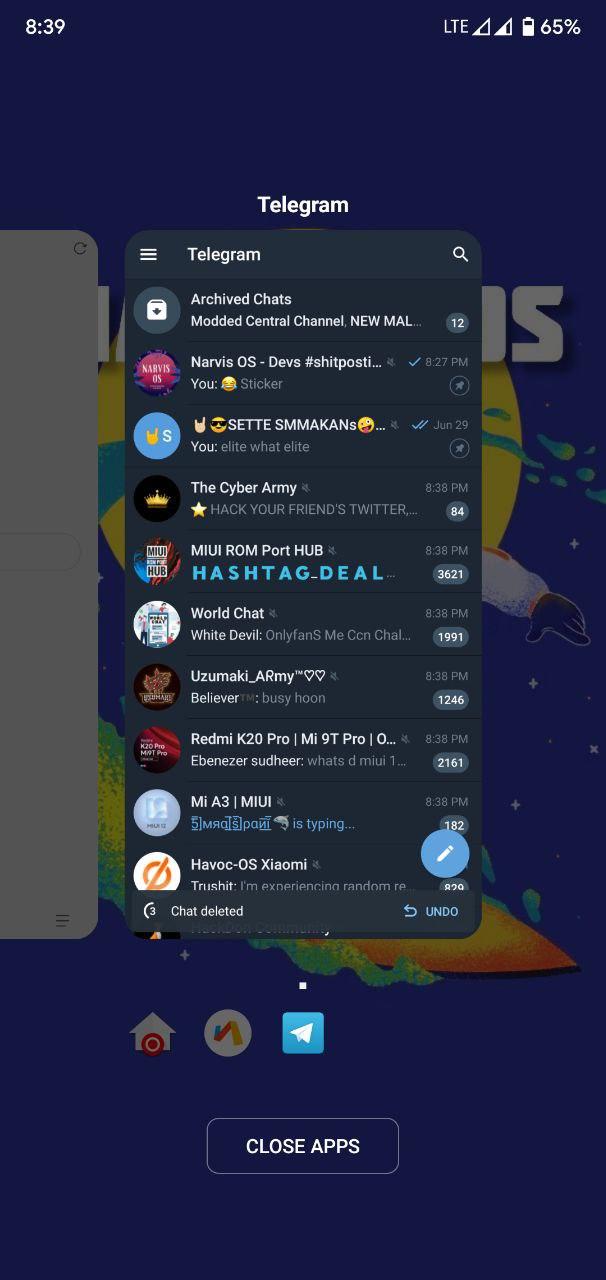 8:39
LTE 65%
Telegram
Telegram
Archived Chats
Modded Central Channel, NEW MAL...
12
NARVIS OS
Narvis OS - Devs #shitposti... 8:27 PM
You: 😂 Sticker
🤘S
🤘🏻😎SETTE SMMAKANs🤪... Jun 29
You: elite what elite
The Cyber Army 8:38 PM
⭐ HACK YOUR FRIEND'S TWITTER,...
84
MIUI ROM PORT HUB
MIUI ROM Port HUB 8:38 PM
HASHTAG_DEAL...
3621
World Chat 8:38 PM
White Devil: OnlyfanS Me Ccn Chal...
1991
Uzumaki_ARmy™♡♡ 8:38 PM
Believer™️: busy hoon
1246
Redmi K20 Pro Mi9T Pro
Redmi K20 Pro | Mi 9T Pro | O... 8:38 PM
Ebenezer sudheer: whats d miui 1...
2161
MIUI 12
Mi A3 | MIUI 8:38 PM
is typing...
182
Havoc-OS Xiaomi
Trushit: I'm experiencing random re...
829
3 Chat deleted UNDO
HackDon Community
OS
CLOSE APPS